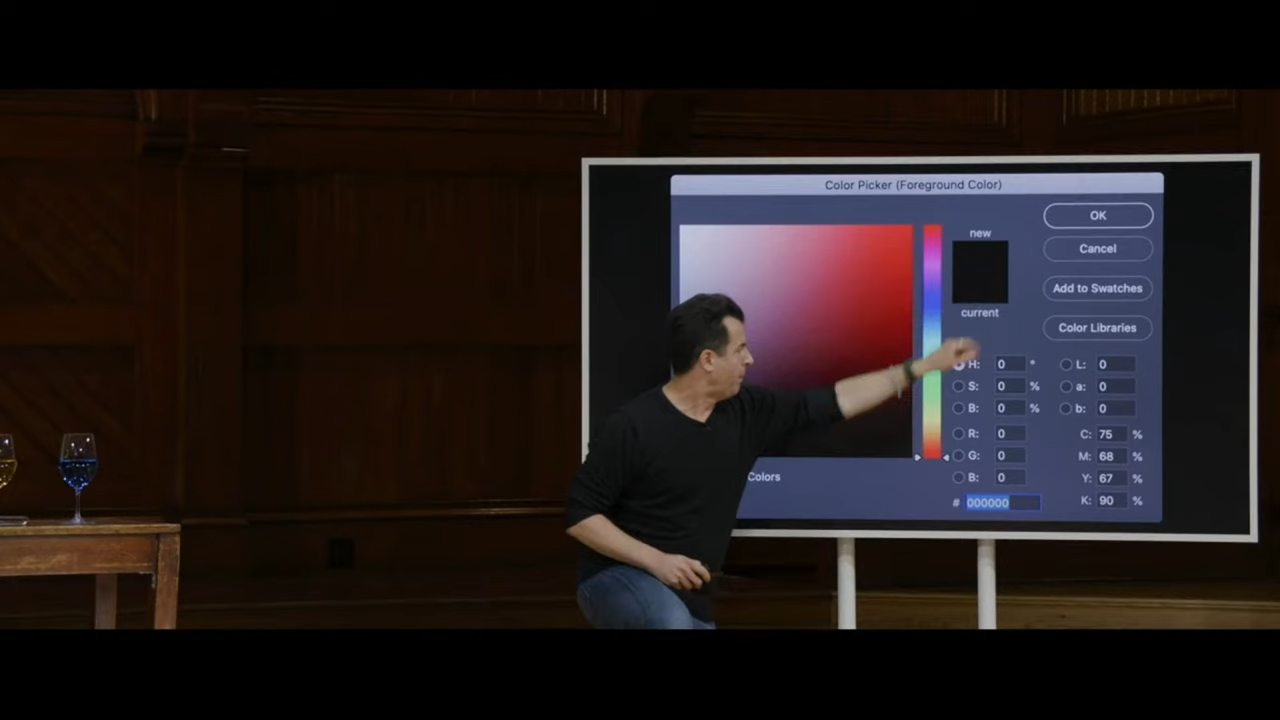 Color Picker (Foreground Color)
OK
new
Cancel
Add to Swatches
current
Color Libraries
H: 0 °
L: 0
S: 0 %
a: 0
B: 0 %
b: 0
R: 0
C: 75 %
G: 0
M: 68 %
Colors
B: 0
Y: 67 %
# 000000
K: 90 %